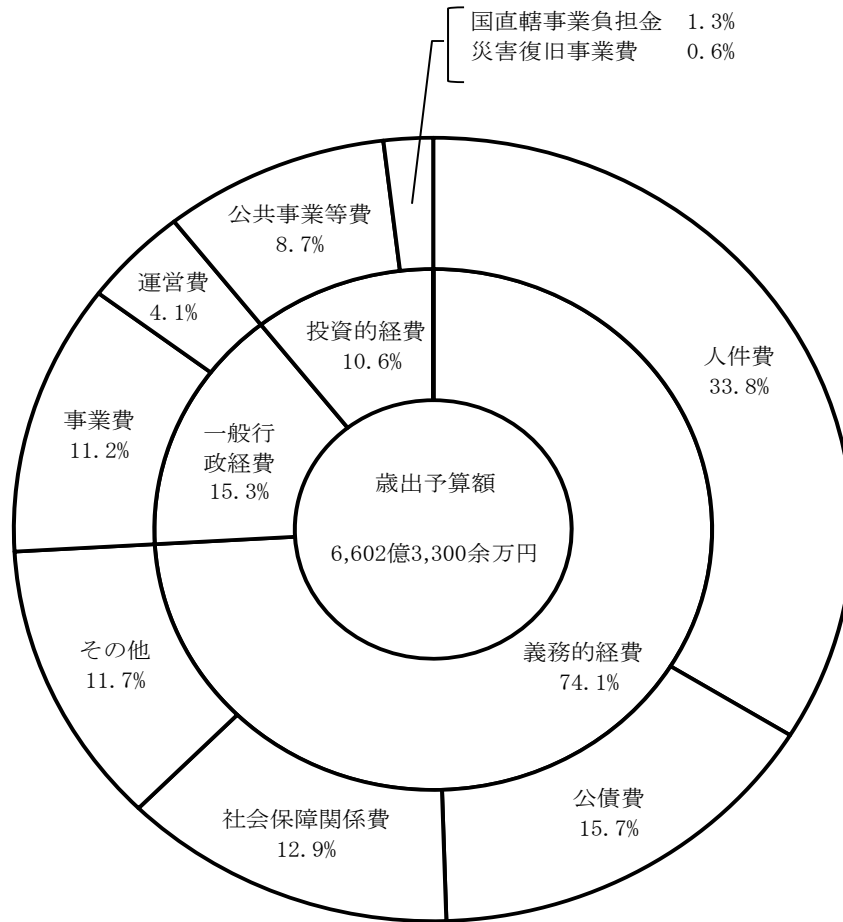 国直轄事業負担金 1.3%
災害復旧事業費 0.6%
公共事業等費
8.7%
運営費
4.1%
投資的経費
10.6%
人件費
33.8%
事業費
11.2%
一般行
政経費
15.3%
歳出予算額
6,602億3,300余万円
その他
11.7%
義務的経費
74.1%
公債費
15.7%
社会保障関係費
12.9%